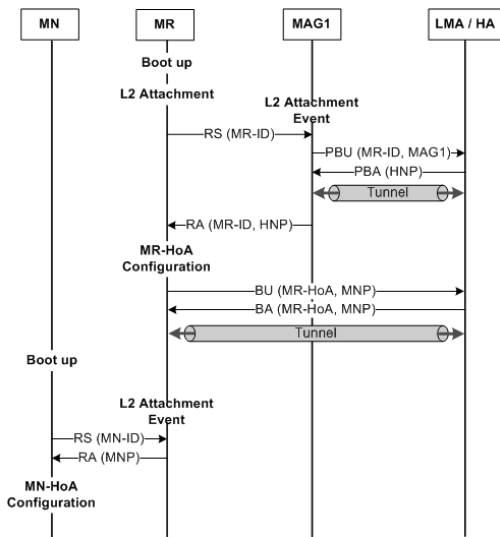 MN
MR
MAG1
LMA / HA
Boot up
L2 Attachment
L2 Attachment
Event
RS (MR-ID)
PBU (MR-ID, MAG1)
PBA (HNP)
Tunnel
RA (MR-ID, HNP)
MR-HoA
Configuration
BU (MR-HoA, MNP)
BA (MR-HoA, MNP)
Tunnel
Boot up
L2 Attachment
Event
RS (MN-ID)
RA (MNP)
MN-HoA
Configuration